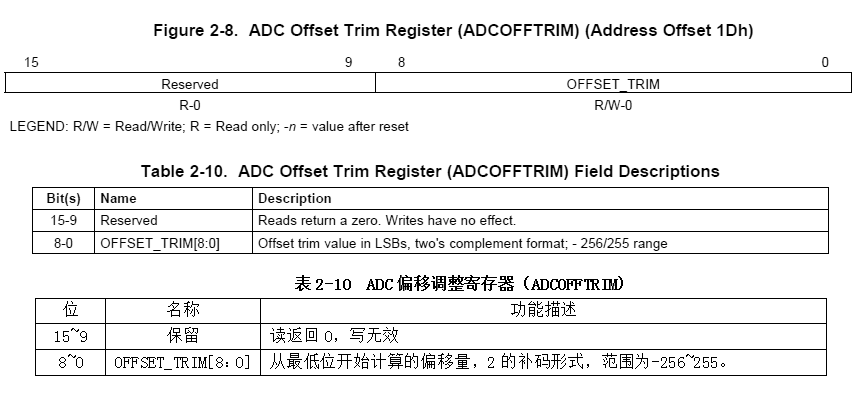 Figure 2-8. ADC Offset Trim Register (ADCOFFTRIM) (Address Offset 1Dh)
15 9 8 0
Reserved OFFSET_TRIM
R-0 R/W-0
LEGEND: R/W = Read/Write; R = Read only; -n = value after reset
Table 2-10. ADC Offset Trim Register (ADCOFFTRIM) Field Descriptions
Bit(s) Name Description
15-9 Reserved Reads return a zero. Writes have no effect.
8-0 OFFSET_TRIM[8:0] Offset trim value in LSBs, two's complement format; - 256/255 range
表 2-10 ADC 偏移调整寄存器（ADCOFFTRIM）
位 名称 功能描述
15~9 保留 读返回 0，写无效
8~0 OFFSET_TRIM[8：0] 从最低位开始计算的偏移量，2 的补码形式，范围为-256~255。